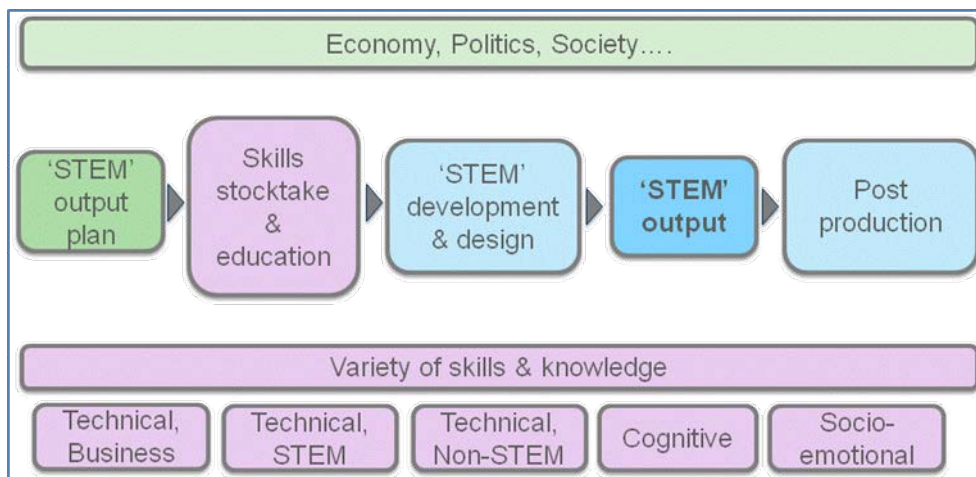 Economy, Politics, Society….
‘STEM’
output
plan
Skills
stocktake
&
education
‘STEM’
development
& design
‘STEM’
output
Post
production
Variety of skills & knowledge
Technical,
Business
Technical,
STEM
Technical,
Non-STEM
Cognitive
Socio-
emotional